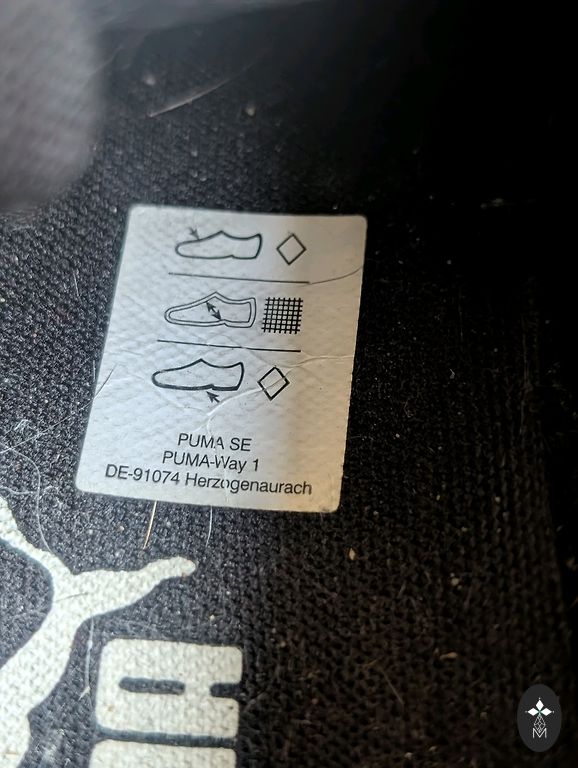 PUMA SE
PUMA-Way 1
DE-91074 Herzogenaurach
M